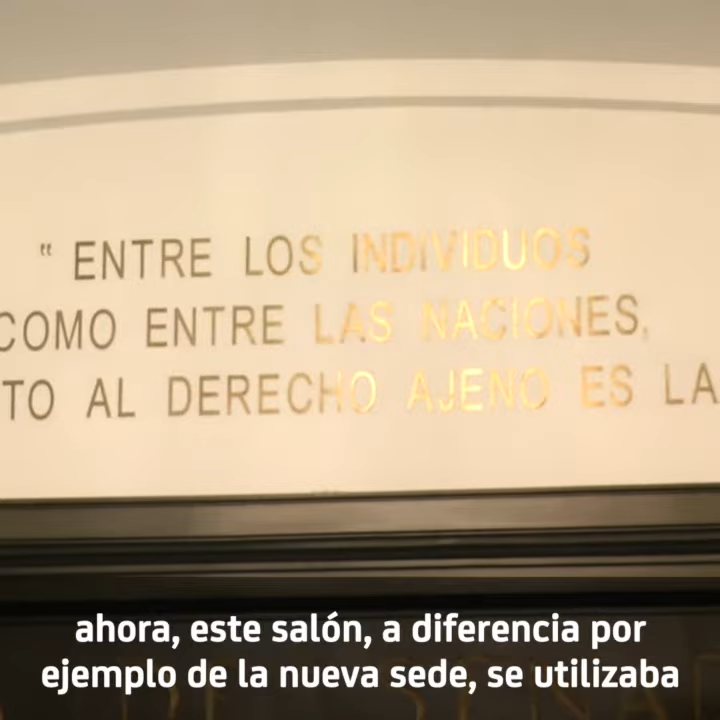 “ ENTRE LOS INDIVIDUOS
COMO ENTRE LAS NACIONES,
TO AL DERECHO AJENO ES LA
ahora, este salón, a diferencia por
ejemplo de la nueva sede, se utilizaba